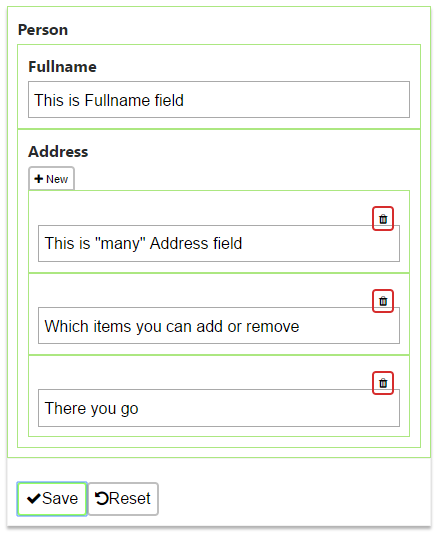 Person
Fullname
This is Fullname field
Address
New
This is "many" Address field
Which items you can add or remove
There you go
Save Reset